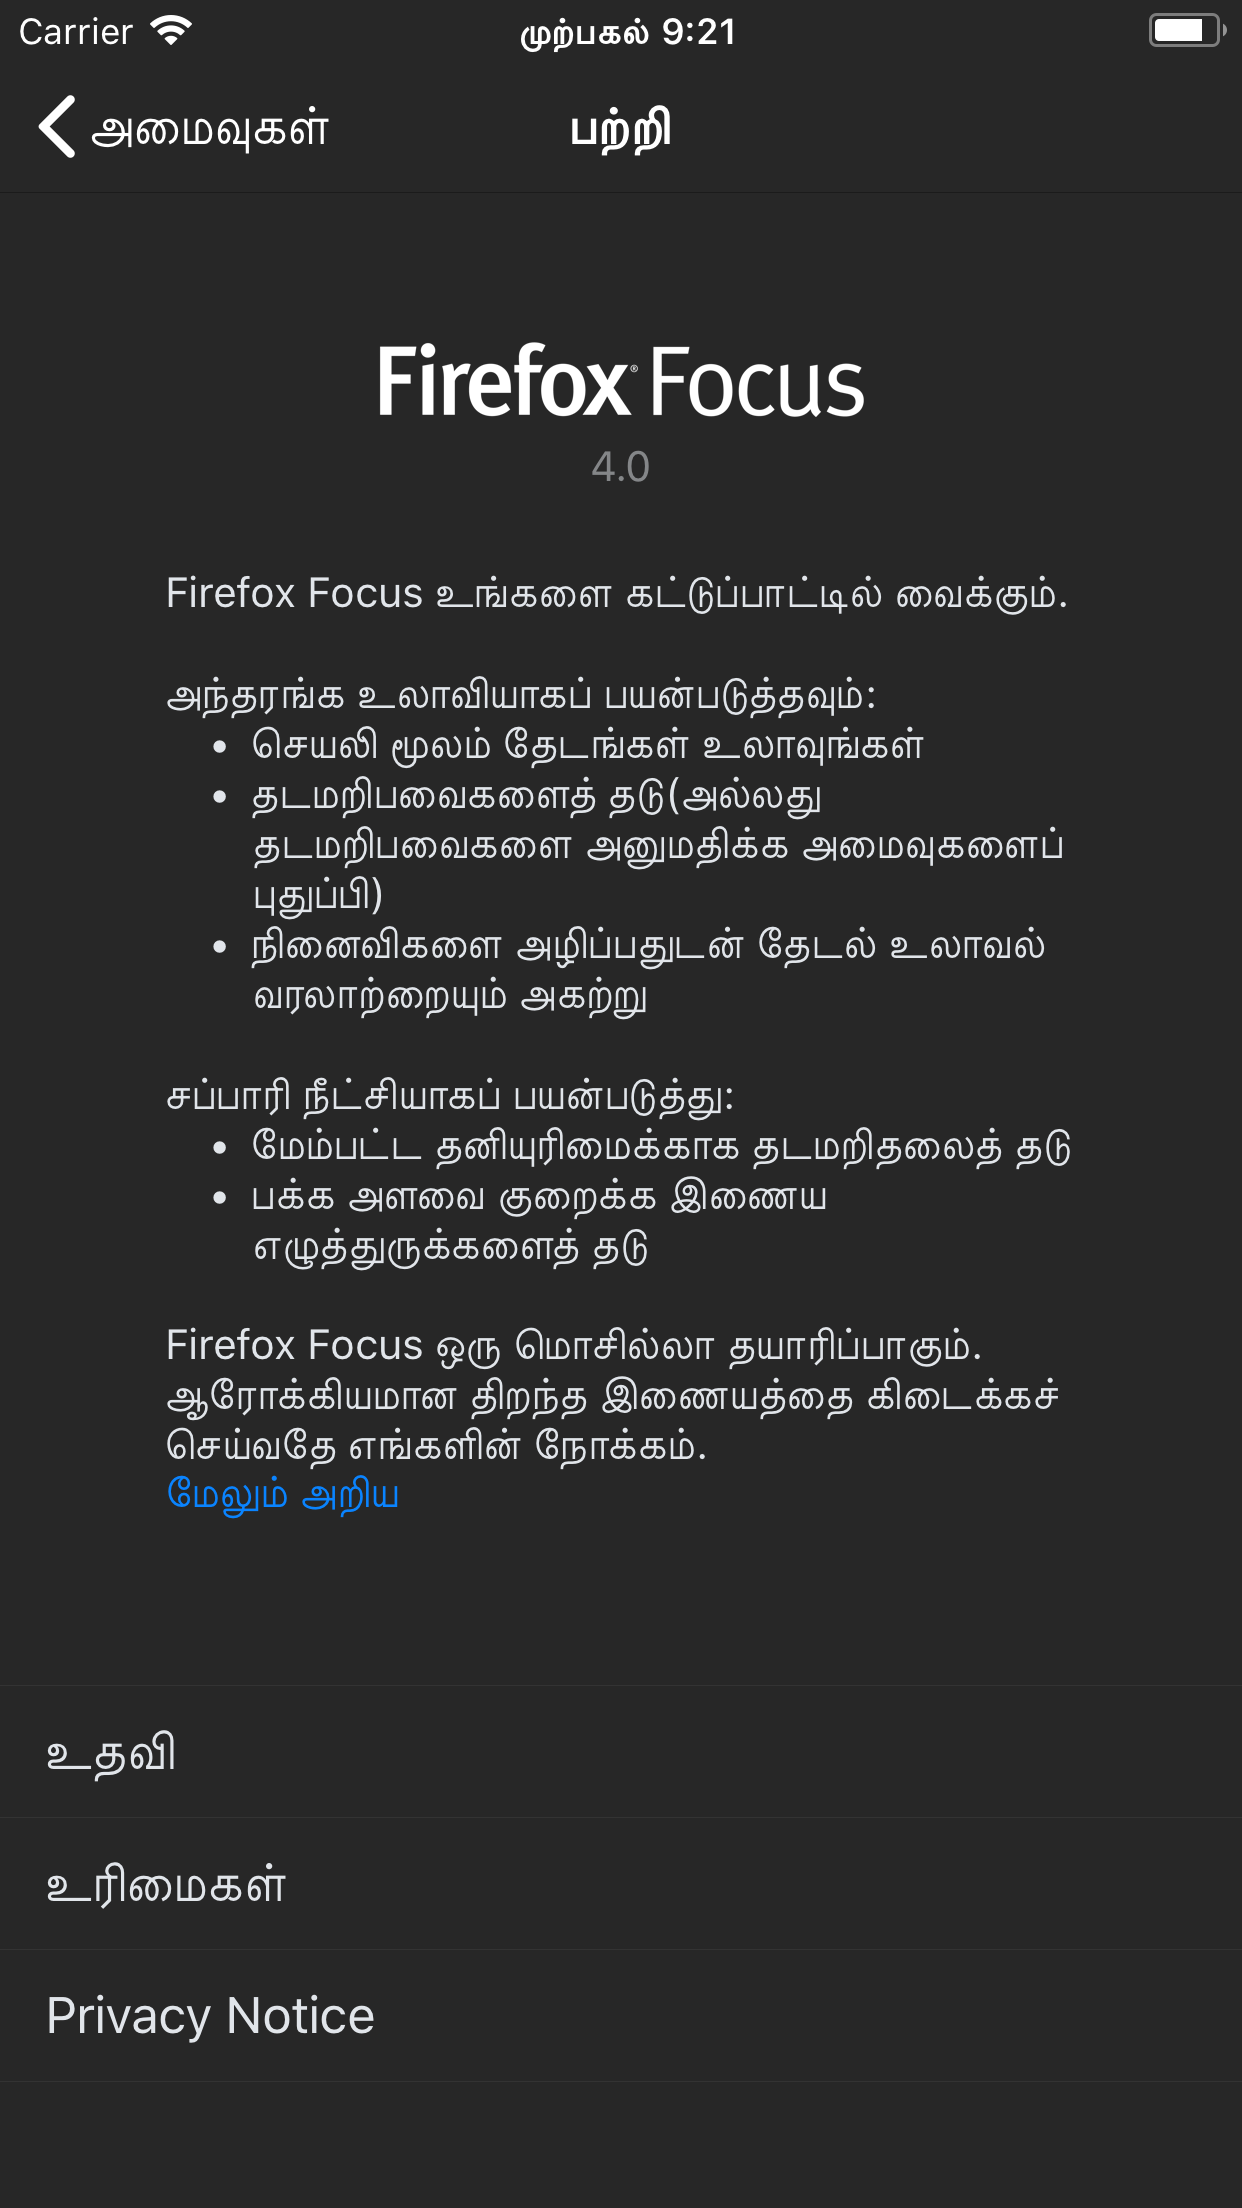 Carrier முற்பகல் 9:21
அமைவுகள் பற்றி
Firefox® Focus
4.0
Firefox Focus உங்களை கட்டுப்பாட்டில் வைக்கும்.
அந்தரங்க உலாவியாகப் பயன்படுத்தவும்:
• செயலி மூலம் தேடங்கள் உலாவுங்கள்
• தடமறிபவைகளைத் தடு(அல்லது
தடமறிபவைகளை அனுமதிக்க அமைவுகளைப்
புதுப்பி)
• நினைவிகளை அழிப்பதுடன் தேடல் உலாவல்
வரலாற்றையும் அகற்று
சப்பாரி நீட்சியாகப் பயன்படுத்து:
• மேம்பட்ட தனியுரிமைக்காக தடமறிதலைத் தடு
• பக்க அளவை குறைக்க இணைய
எழுத்துருக்களைத் தடு
Firefox Focus ஒரு மொசில்லா தயாரிப்பாகும்.
ஆரோக்கியமான திறந்த இணையத்தை கிடைக்கச்
செய்வதே எங்களின் நோக்கம்.
மேலும் அறிய
உதவி
உரிமைகள்
Privacy Notice